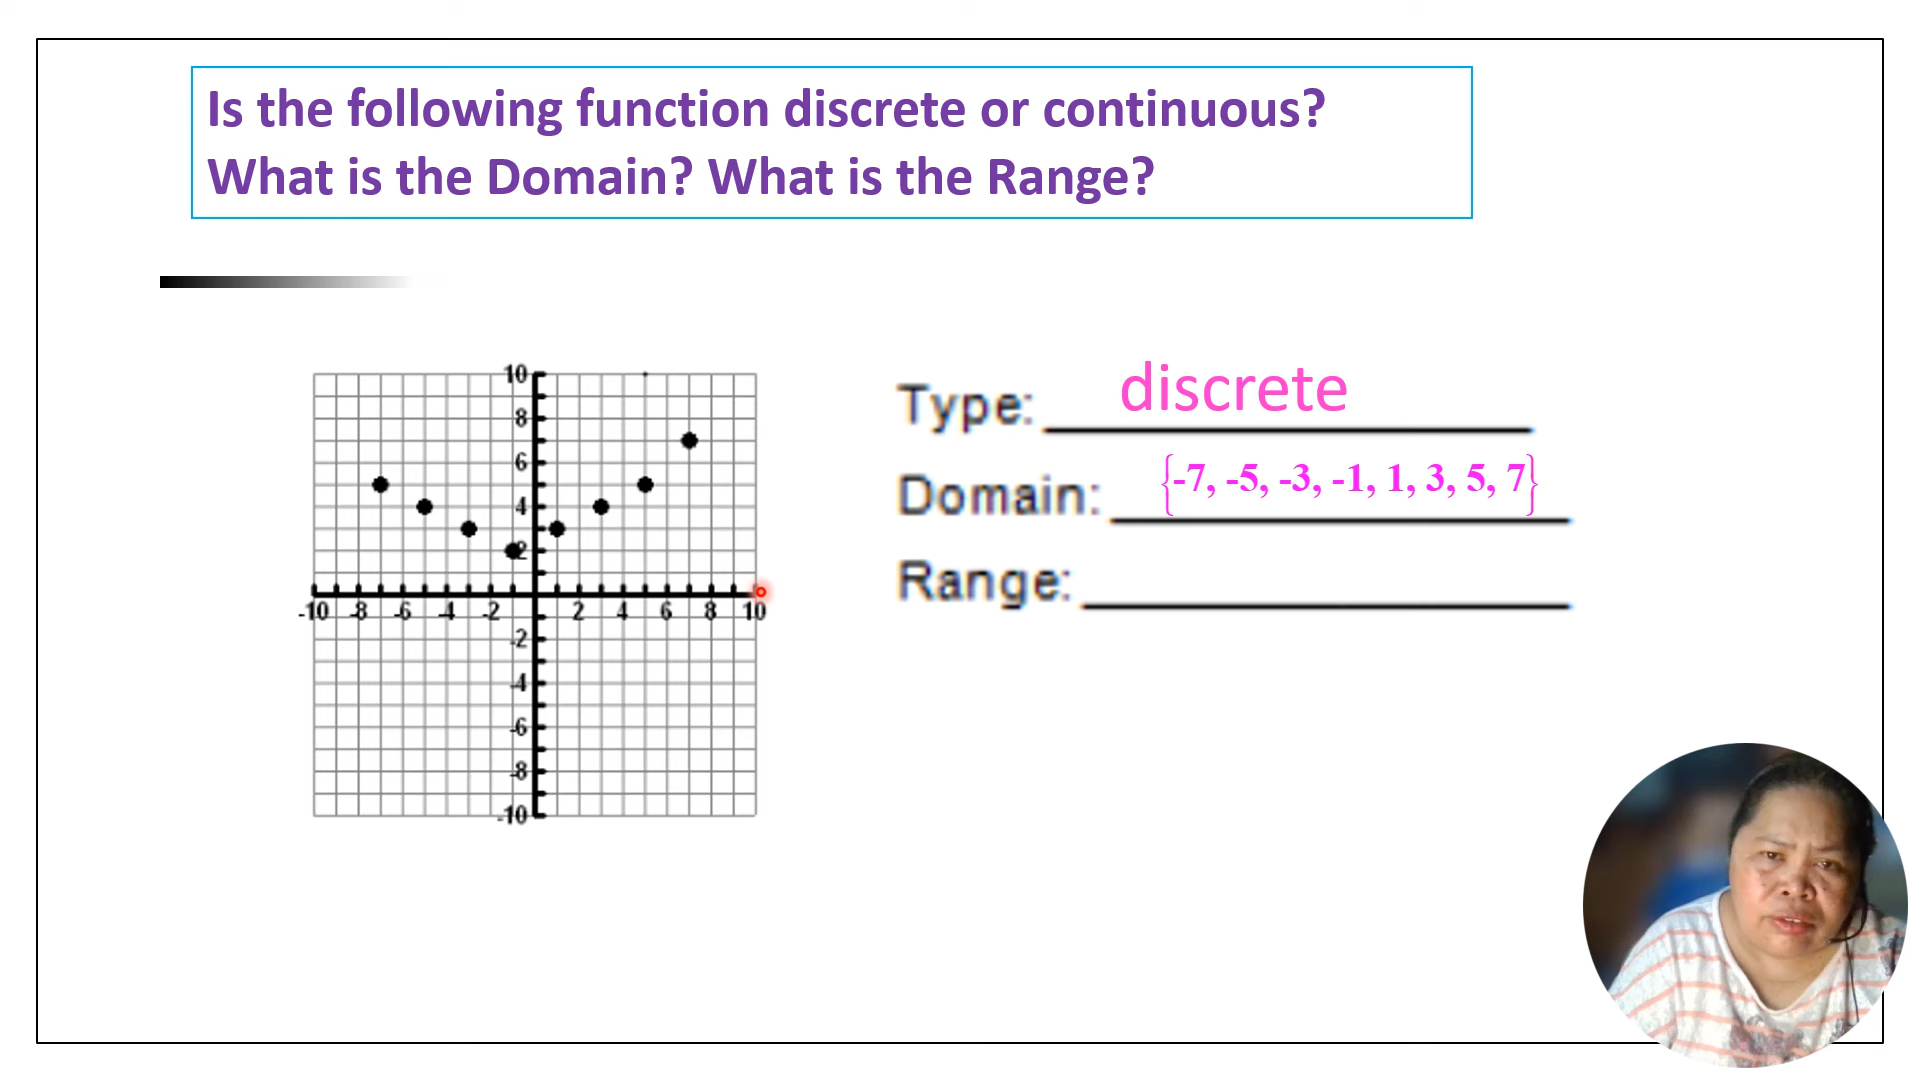 Is the following function discrete or continuous?
What is the Domain? What is the Range?
Type: discrete
Domain: {-7, -5, -3, -1, 1, 3, 5, 7}
Range:
10
8
6
4
2
-10 -8 -6 -4 -2 2 4 6 8 10
-2
-4
-6
-8
-10